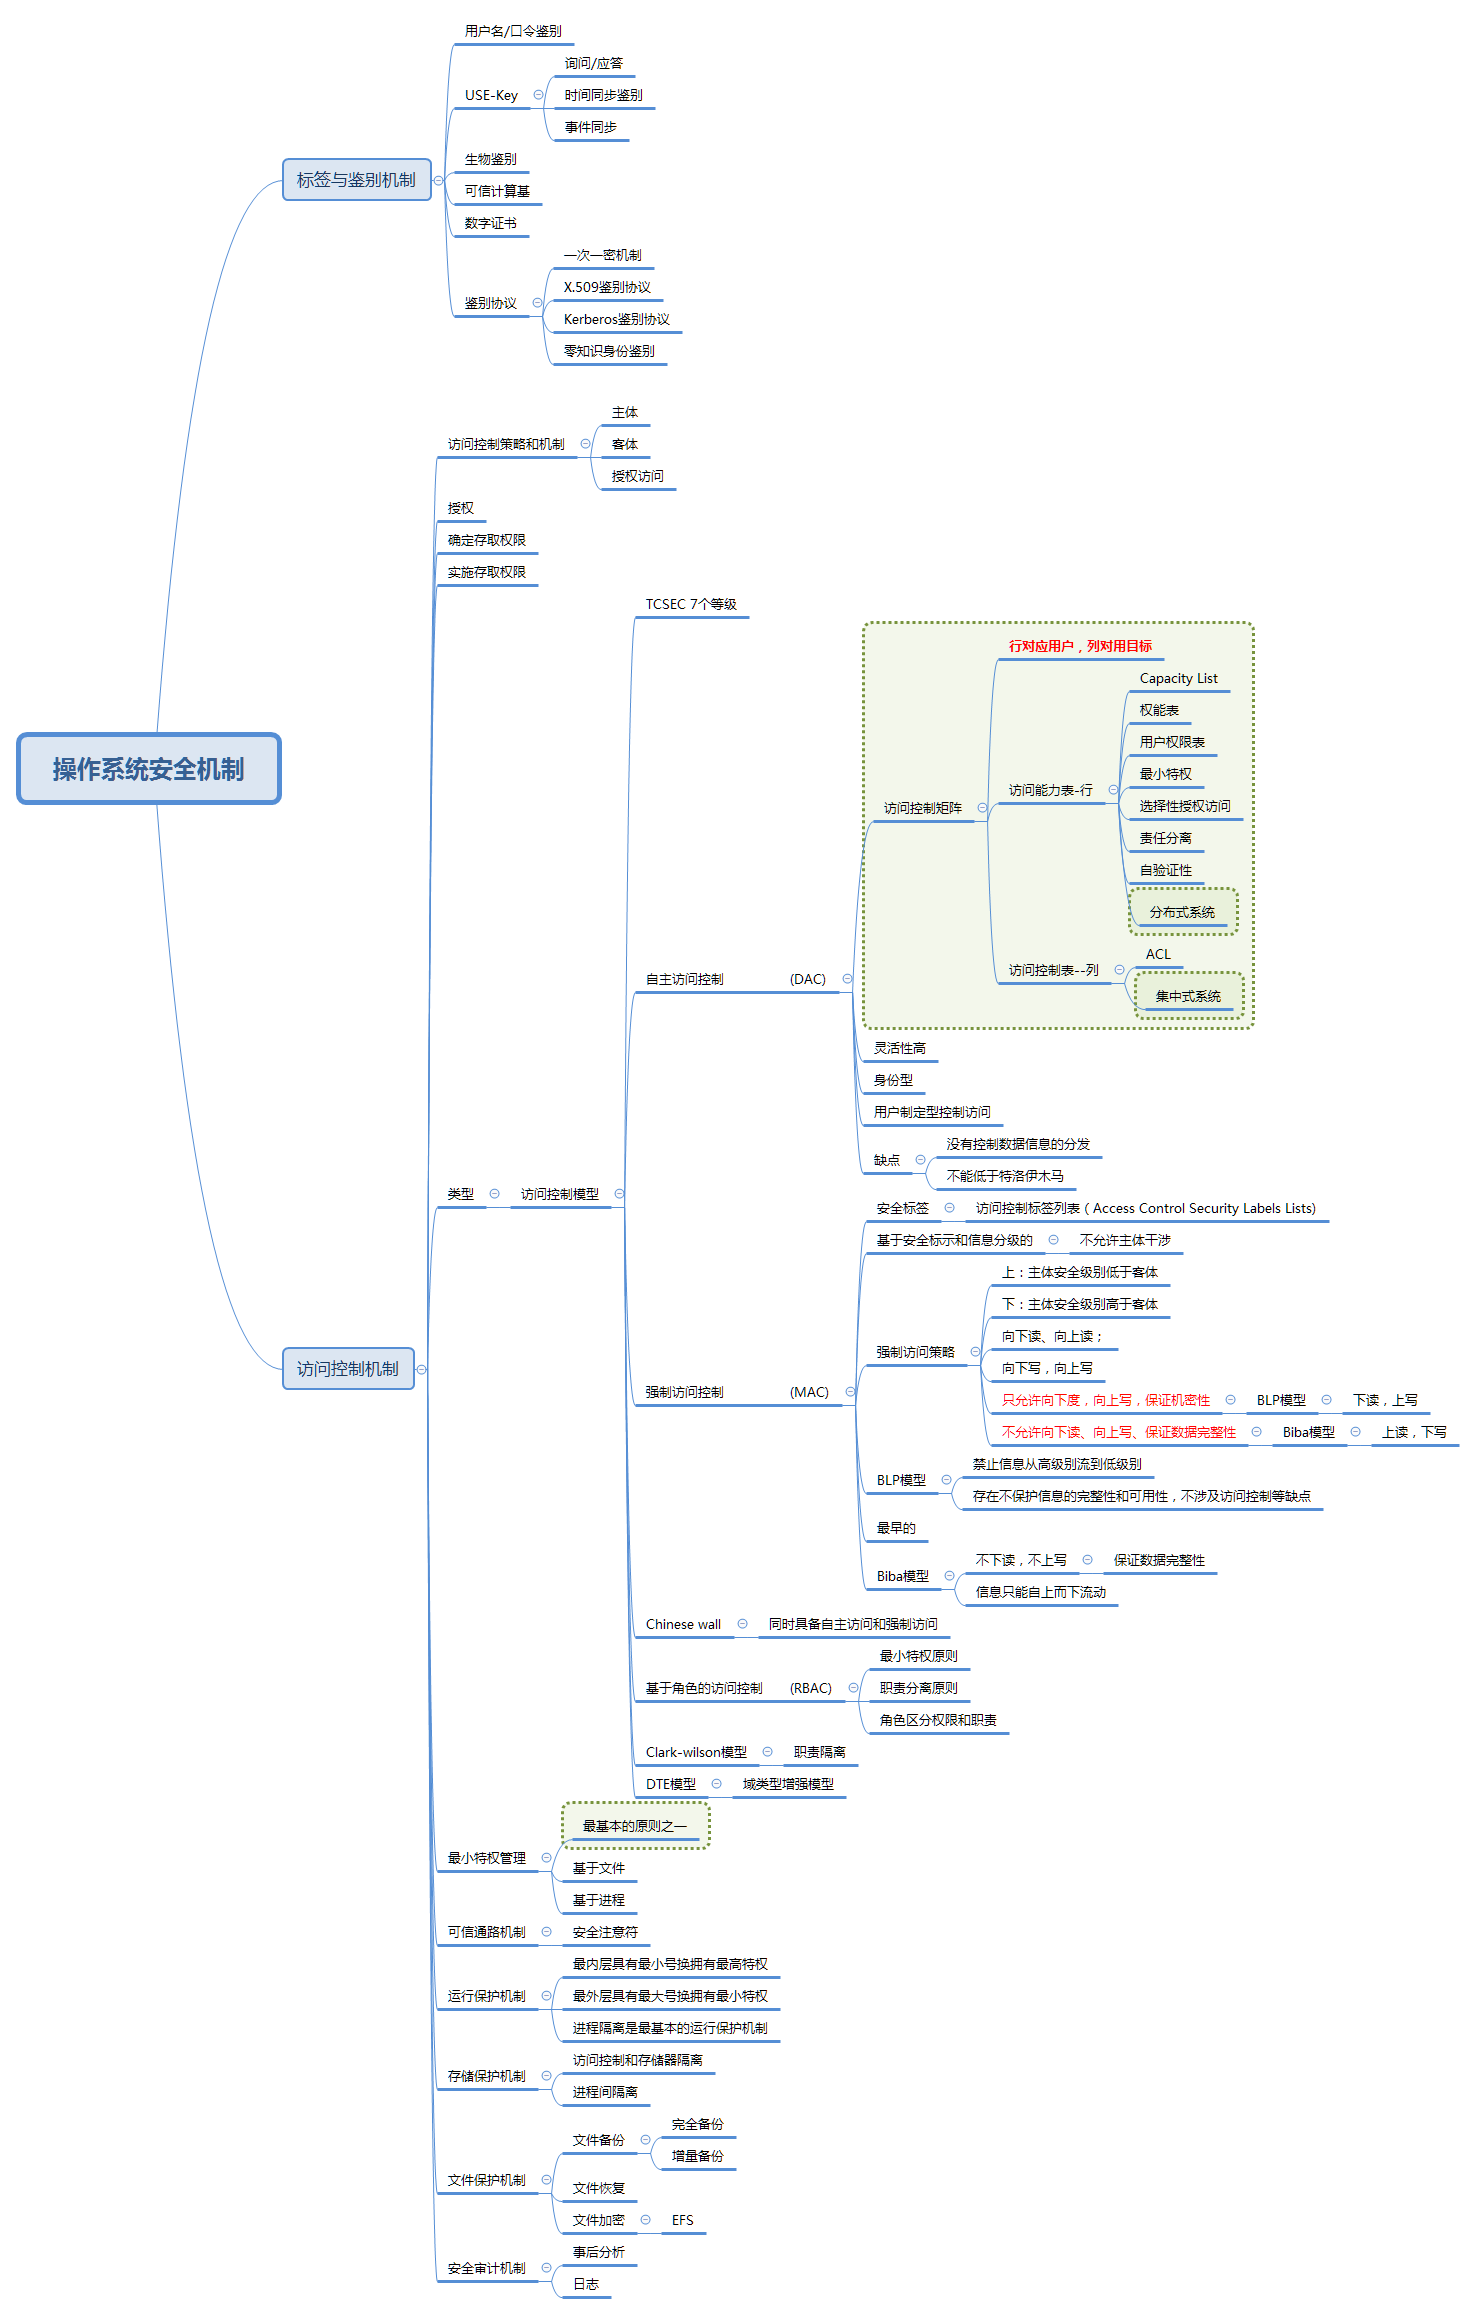 操作系统安全机制
标签与鉴别机制
用户名/口令鉴别
USE-Key
询问/应答
时间同步鉴别
事件同步
生物鉴别
可信计算基
数字证书
鉴别协议
一次一密机制
X.509鉴别协议
Kerberos鉴别协议
零知识身份鉴别
访问控制机制
访问控制策略和机制
主体
客体
授权访问
授权
确定存取权限
实施存取权限
类型
访问控制模型
TCSEC 7个等级
自主访问控制 (DAC)
访问控制矩阵
行对应用户，列对用目标
访问能力表-行
Capacity List
权能表
用户权限表
最小特权
选择性授权访问
责任分离
自验证性
分布式系统
访问控制表--列
ACL
集中式系统
灵活性高
身份型
用户制定型控制访问
缺点
没有控制数据信息的分发
不能低于特洛伊木马
强制访问控制 (MAC)
安全标签
访问控制标签列表（Access Control Security Labels Lists)
基于安全标示和信息分级的
不允许主体干涉
强制访问策略
上：主体安全级别低于客体
下：主体安全级别高于客体
向下读、向上读；
向下写，向上写
只允许向下度，向上写，保证机密性
BLP模型
下读，上写
不允许向下读、向上写、保证数据完整性
Biba模型
上读，下写
BLP模型
禁止信息从高级别流到低级别
存在不保护信息的完整性和可用性，不涉及访问控制等缺点
最早的
Biba模型
不下读，不上写
保证数据完整性
信息只能自上而下流动
Chinese wall
同时具备自主访问和强制访问
基于角色的访问控制 (RBAC)
最小特权原则
职责分离原则
角色区分权限和职责
Clark-wilson模型
职责隔离
DTE模型
域类型增强模型
最小特权管理
最基本的原则之一
基于文件
基于进程
可信通路机制
安全注意符
运行保护机制
最内层具有最小号换拥有最高特权
最外层具有最大号换拥有最小特权
进程隔离是最基本的运行保护机制
存储保护机制
访问控制和存储器隔离
进程间隔离
文件保护机制
文件备份
完全备份
增量备份
文件恢复
文件加密
EFS
安全审计机制
事后分析
日志